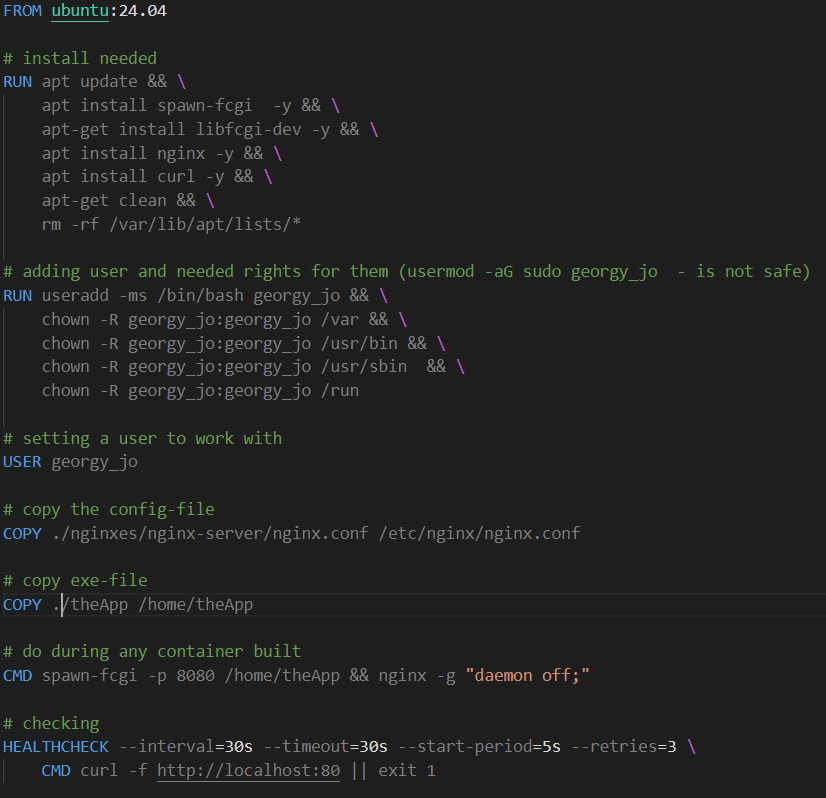 FROM ubuntu:24.04
# install needed
RUN apt update && \
apt install spawn-fcgi  -y && \
apt-get install libfcgi-dev -y && \
apt install nginx -y && \
apt install curl -y && \
apt-get clean && \
rm -rf /var/lib/apt/lists/*
# adding user and needed rights for them (usermod -aG sudo georgy_jo  - is not safe)
RUN useradd -ms /bin/bash georgy_jo && \
chown -R georgy_jo:georgy_jo /var && \
chown -R georgy_jo:georgy_jo /usr/bin && \
chown -R georgy_jo:georgy_jo /usr/sbin  && \
chown -R georgy_jo:georgy_jo /run
# setting a user to work with
USER georgy_jo
# copy the config-file
COPY ./nginxes/nginx-server/nginx.conf /etc/nginx/nginx.conf
# copy exe-file
COPY ./theApp /home/theApp
# do during any container built
CMD spawn-fcgi -p 8080 /home/theApp && nginx -g "daemon off;"
# checking
HEALTHCHECK --interval=30s --timeout=30s --start-period=5s --retries=3 \
CMD curl -f http://localhost:80 || exit 1